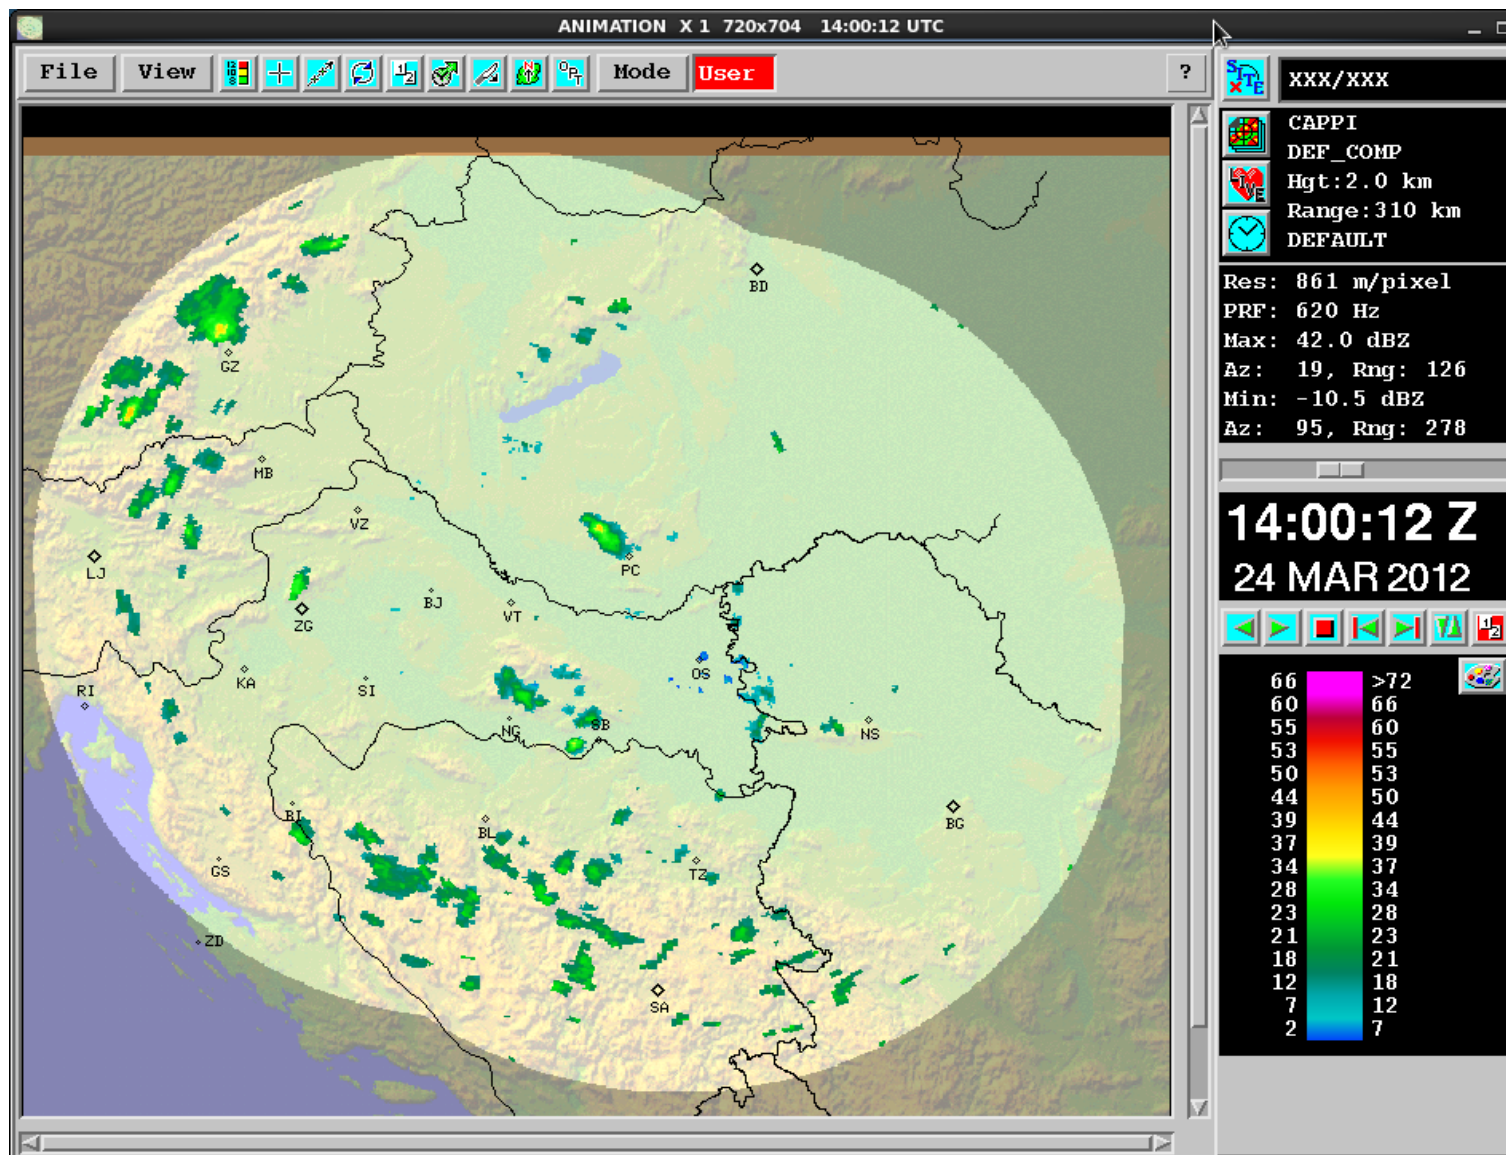 ANIMATION X 1 720x704 14:00:12 UTC
File View Mode User ?
SITE
XXX/XXX
CAPPI
DEF_COMP
Hgt:2.0 km
Range:310 km
DEFAULT
LIVE
Res: 861 m/pixel
PRF: 620 Hz
Max: 42.0 dBZ
Az: 19, Rng: 126
Min: -10.5 dBZ
Az: 95, Rng: 278
14:00:12 Z
24 MAR 2012
66 >72
60 66
55 60
53 55
50 53
44 50
39 44
37 39
34 37
28 34
23 28
21 23
18 21
12 18
7 12
2 7
BD
GZ
MB
VZ
LJ
PC
ZG
BJ
VT
OS
KA
SI
RI
NG
SB
NS
BI
BL
BG
GS
TZ
ZD
SA